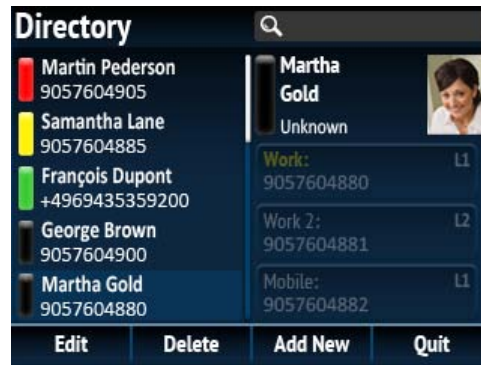 Directory
Martin Pederson
9057604905
Samantha Lane
9057604885
François Dupont
+4969435359200
George Brown
9057604900
Martha Gold
9057604880
Martha
Gold
Unknown
Work: L1
9057604880
Work 2: L2
9057604881
Mobile: L1
9057604882
Edit Delete Add New Quit